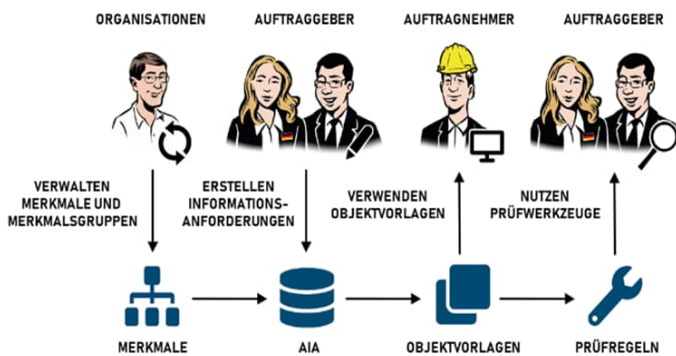 ORGANISATIONEN
AUFTRAGGEBER
AUFTRAGNEHMER
AUFTRAGGEBER
VERWALTEN
MERKMALE UND
MERKMALSGRUPPEN
ERSTELLEN
INFORMATIONS-
ANFORDERUNGEN
VERWENDEN
OBJEKTVORLAGEN
NUTZEN
PRÜFWERKZEUGE
MERKMALE
AIA
OBJEKTVORLAGEN
PRÜFREGELN